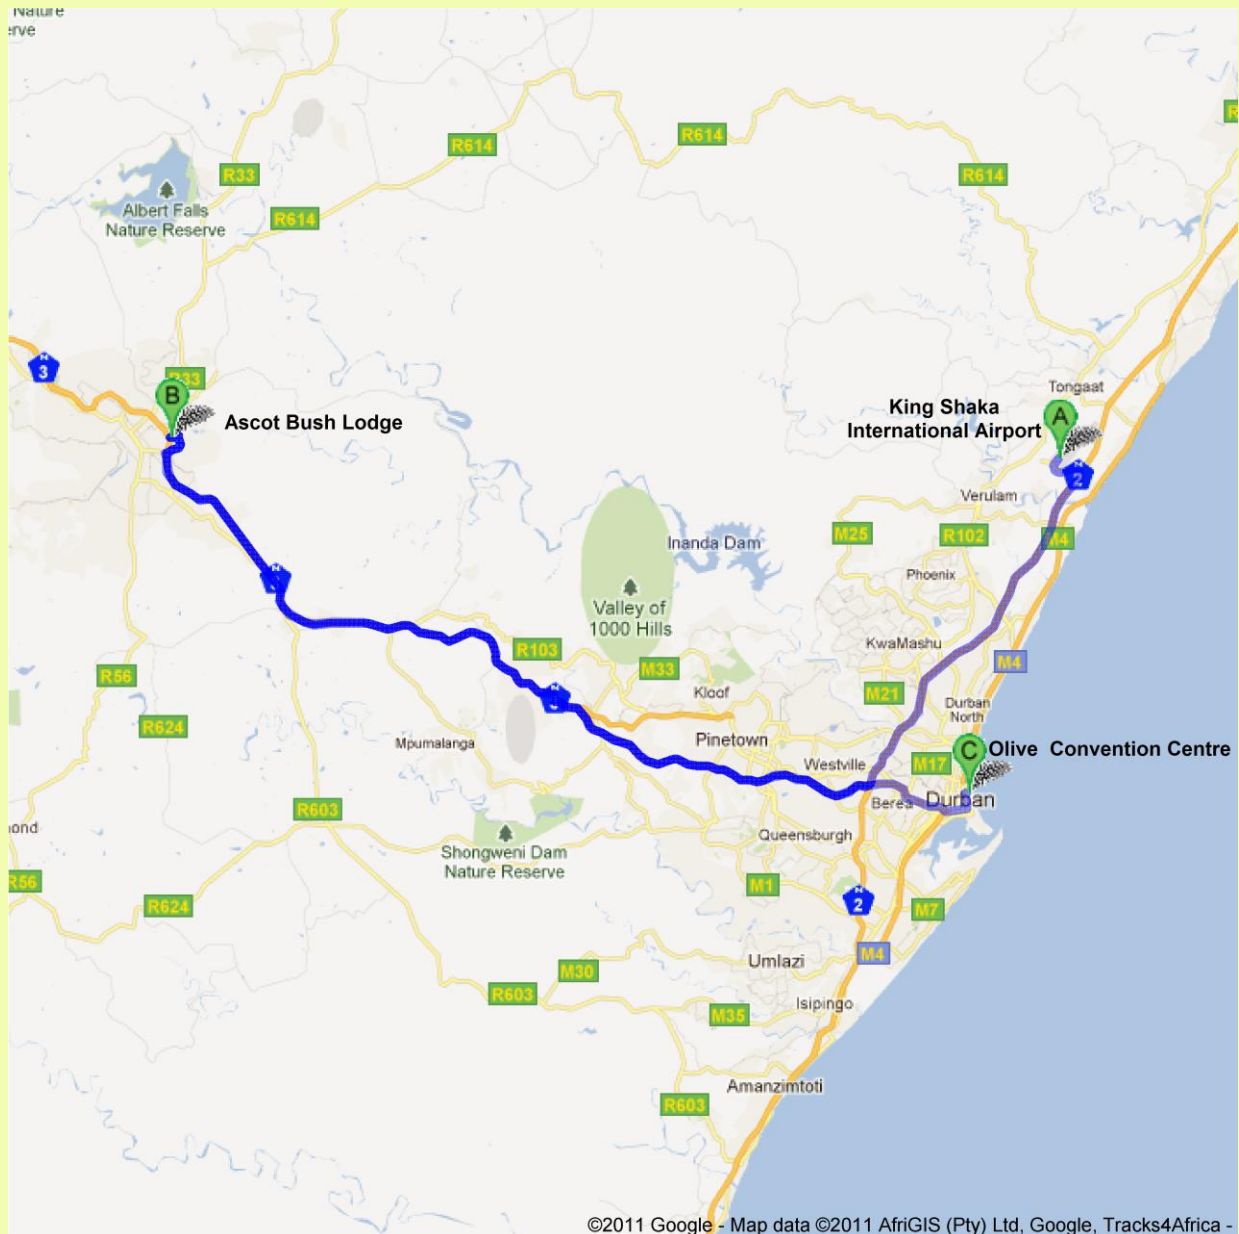 Nature
erve
R614
R614
R
R33
R614
R614
Albert Falls
Nature Reserve
N
3
R33
B
Ascot Bush Lodge
Tongaat
King Shaka
International Airport
A
N
2
Verulam
M25
R102
M4
Inanda Dam
Phoenix
Valley of
1000 Hills
KwaMashu
R103
M33
M4
R56
Kloof
M21
Durban
North
R624
Mpumalanga
Pinetown
Westville
M17
C
Olive Convention Centre
Berea
Durban
R603
mond
Queensburgh
Shongweni Dam
Nature Reserve
R56
M1
R624
N
2
M7
M4
Umlazi
M30
R603
Isipingo
M35
Amanzimtoti
R603
©2011 Google - Map data ©2011 AfriGIS (Pty) Ltd, Google, Tracks4Africa -